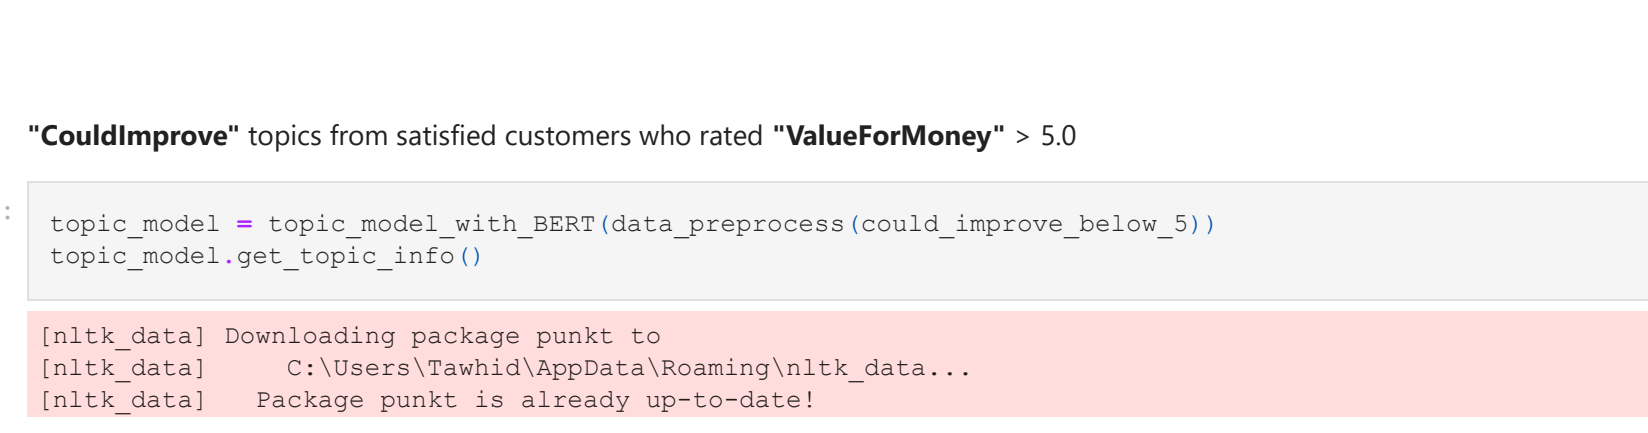 "CouldImprove" topics from satisfied customers who rated "ValueForMoney" > 5.0
:
topic_model = topic_model_with_BERT(data_preprocess(could_improve_below_5))
topic_model.get_topic_info()
[nltk_data] Downloading package punkt to
[nltk_data]     C:\Users\Tawhid\AppData\Roaming\nltk_data...
[nltk_data]   Package punkt is already up-to-date!